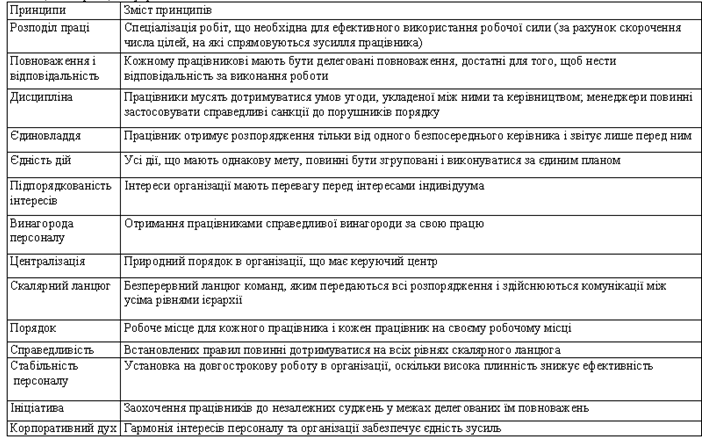 Принципи Зміст принципів
Розподіл праці Спеціалізація робіт, що необхідна для ефективного використання робочої сили (за рахунок скорочення
числа цілей, на які спрямовуються зусилля працівника)
Повноваження і Кожному працівникові мають бути делеговані повноваження, достатні для того, щоб нести
відповідальність відповідальність за виконання роботи
Дисципліна Працівники мусять дотримуватися умов угоди, укладеної між ними та керівництвом; менеджери повинні
застосовувати справедливі санкції до порушників порядку
Єдиновладдя Працівник отримує розпорядження тільки від одного безпосереднього керівника і звітує лише перед ним
Єдність дій Усі дії, що мають однакову мету, повинні бути згруповані і виконуватися за єдиним планом
Підпорядкованість Інтереси організації мають перевагу перед інтересами індивідуума
інтересів
Винагорода Отримання працівниками справедливої винагороди за свою працю
персоналу
Централізація Природний порядок в організації, що має керуючий центр
Скалярний ланцюг Безперервний ланцюг команд, яким передаються всі розпорядження і здійснюються комунікації між
усіма рівнями ієрархії
Порядок Робоче місце для кожного працівника і кожен працівник на своєму робочому місці
Справедливість Встановлених правил повинні дотримуватися на всіх рівнях скалярного ланцюга
Стабільність Установка на довгострокову роботу в організації, оскільки висока плинність знижує ефективність
персоналу
Ініціатива Заохочення працівників до незалежних суджень у межах делегованих їм повноважень
Корпоративний дух Гармонія інтересів персоналу та організації забезпечує єдність зусиль